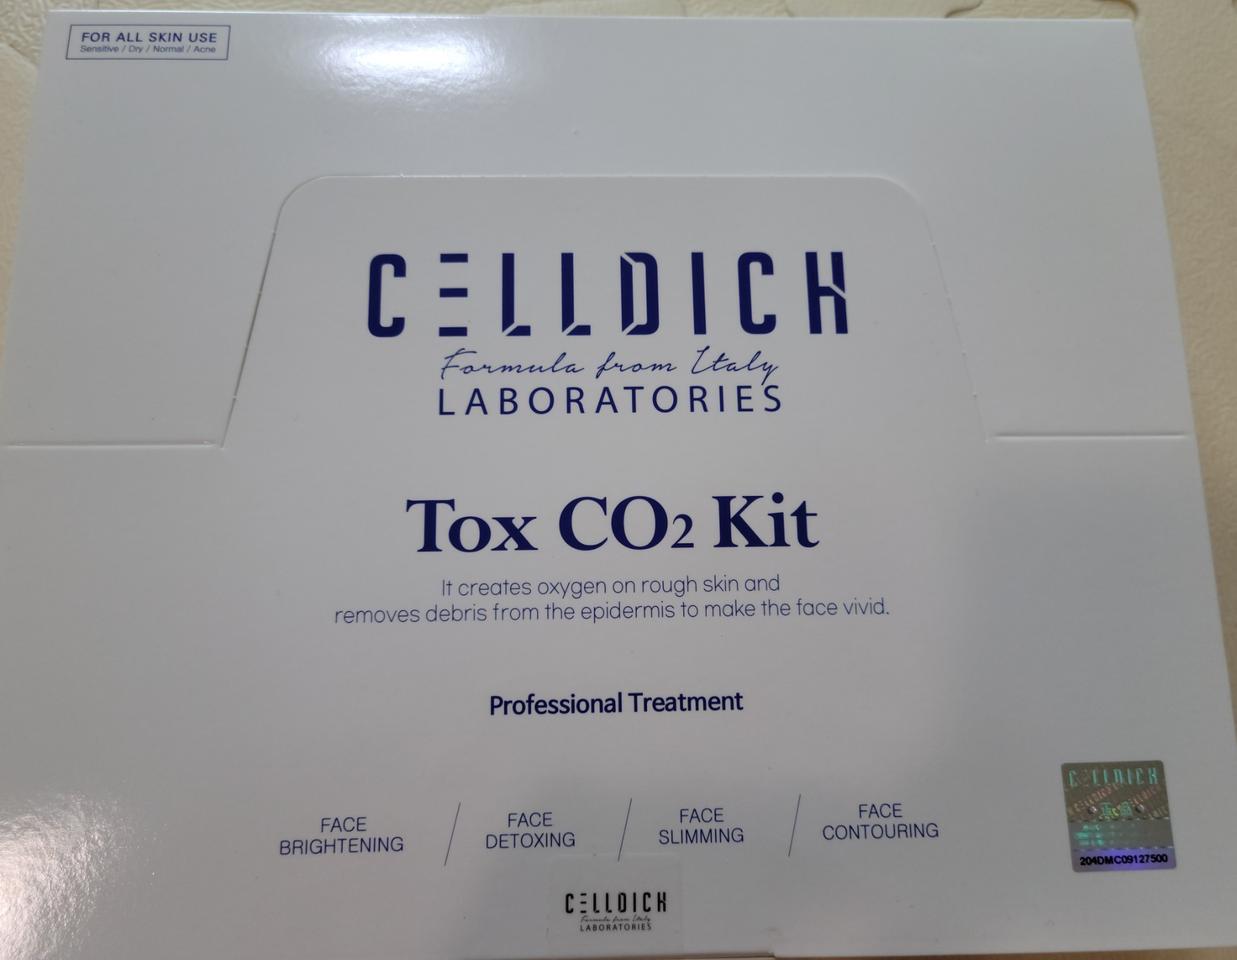 FOR ALL SKIN USE
Sensitive / Dry / Normal / Acne
CELLDICH
Formula from Italy
LABORATORIES
Tox CO₂ Kit
It creates oxygen on rough skin and
removes debris from the epidermis to make the face vivid.
Professional Treatment
FACE
BRIGHTENING
FACE
DETOXING
FACE
SLIMMING
FACE
CONTOURING
CELLDICH
204DMC09127500
CELLDICH
Formula from Italy
LABORATORIES